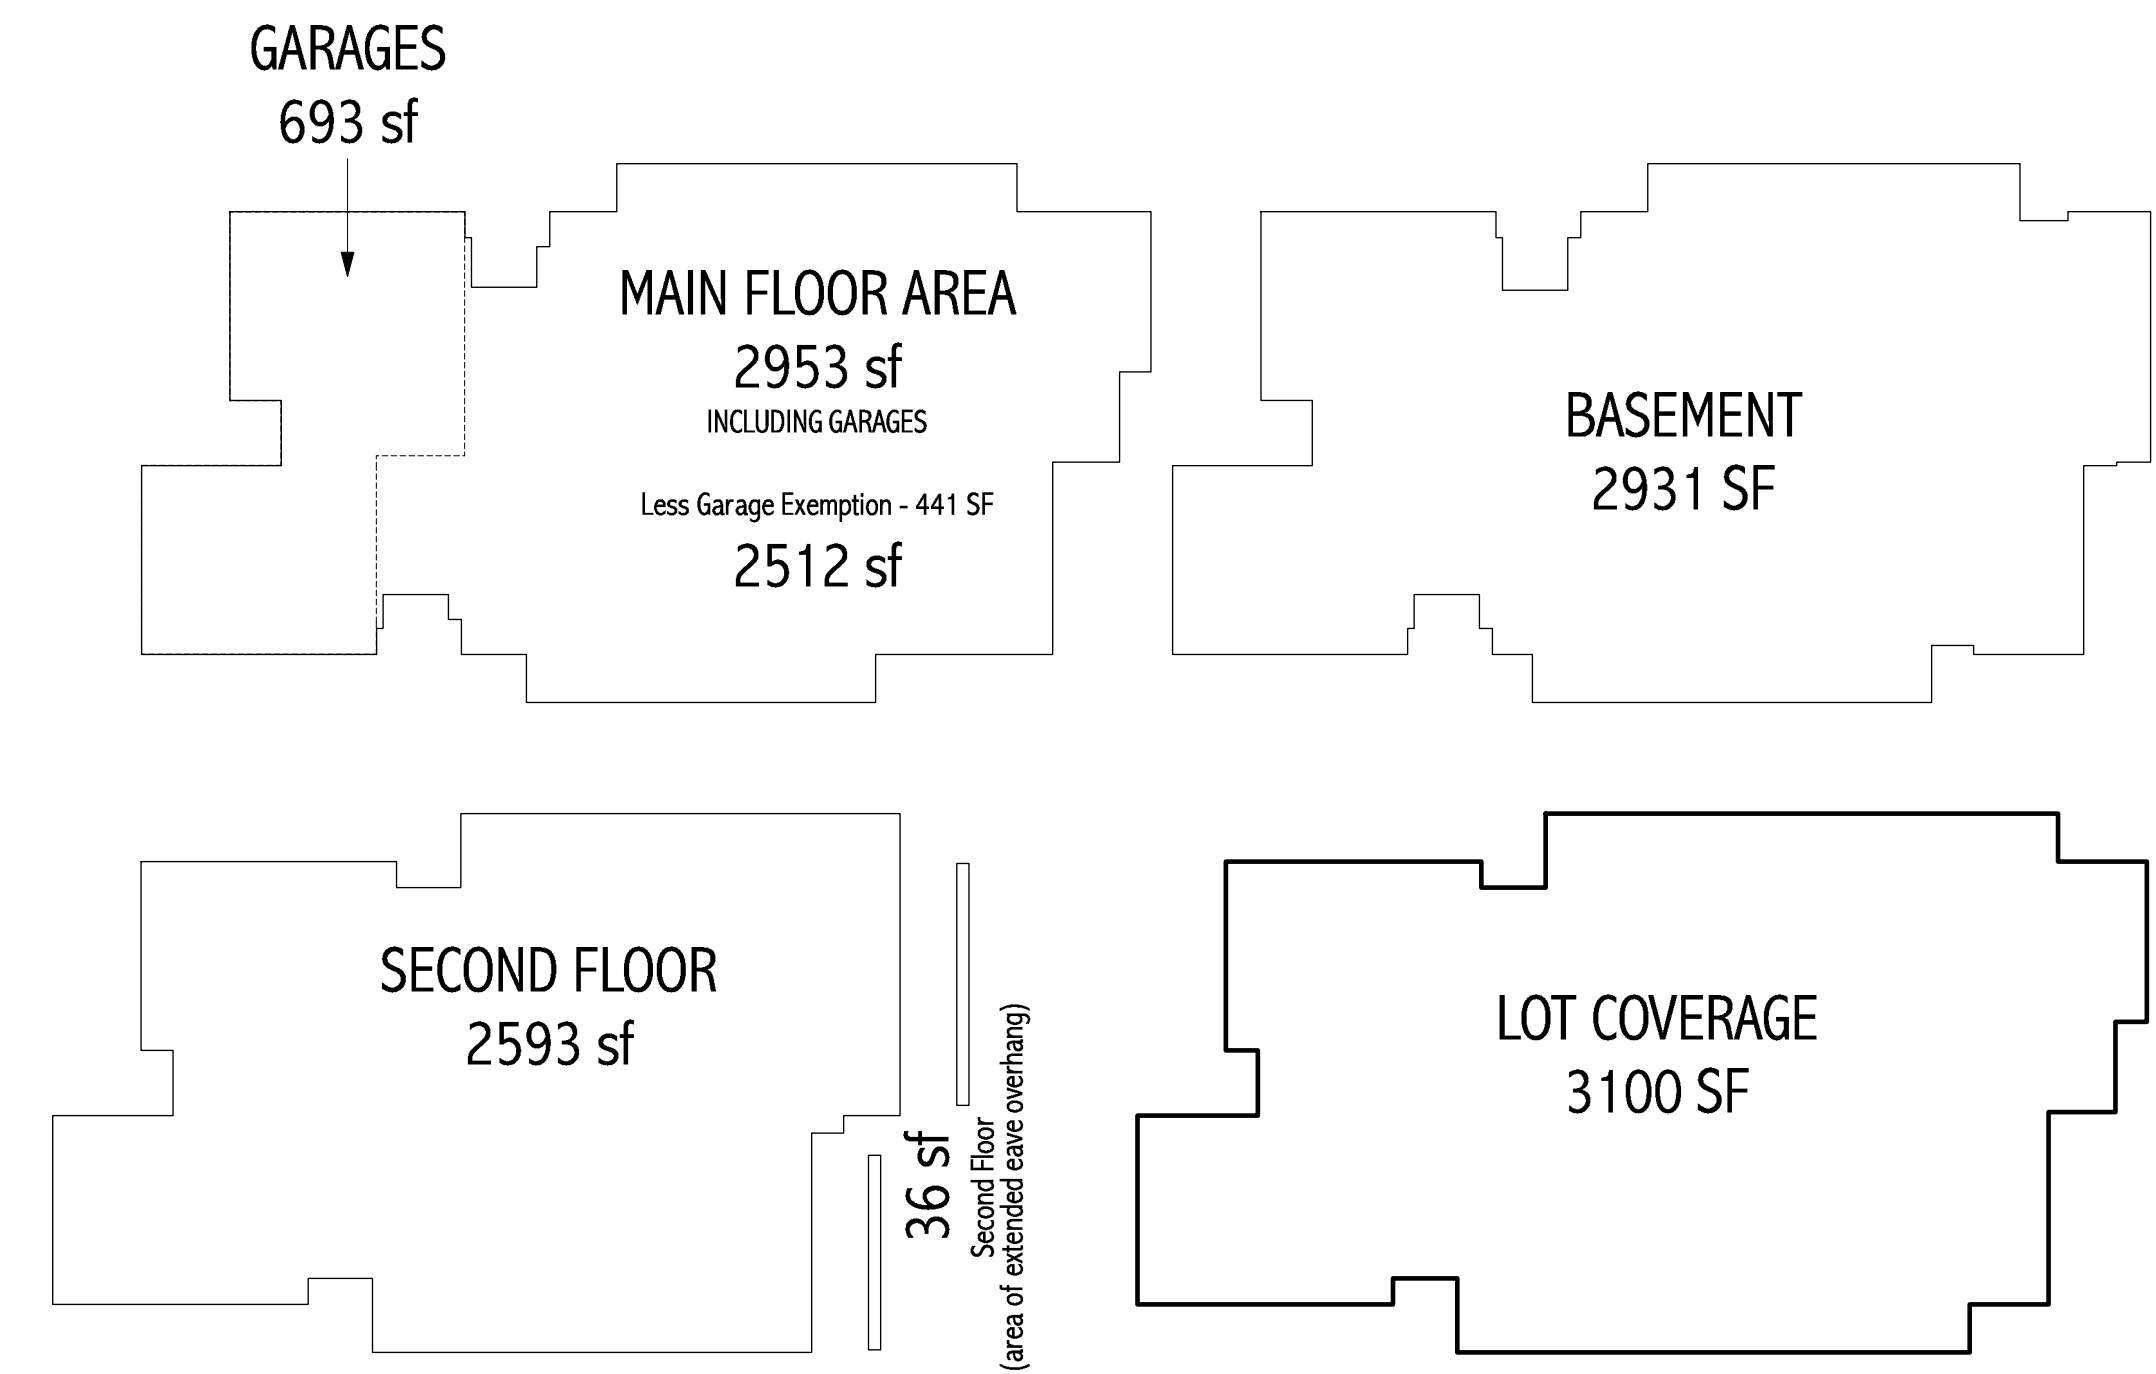 GARAGES
693 sf
MAIN FLOOR AREA
2953 sf
INCLUDING GARAGES
Less Garage Exemption - 441 SF
2512 sf
BASEMENT
2931 SF
SECOND FLOOR
2593 sf
36 sf
Second Floor
(area of extended eave overhang)
LOT COVERAGE
3100 SF